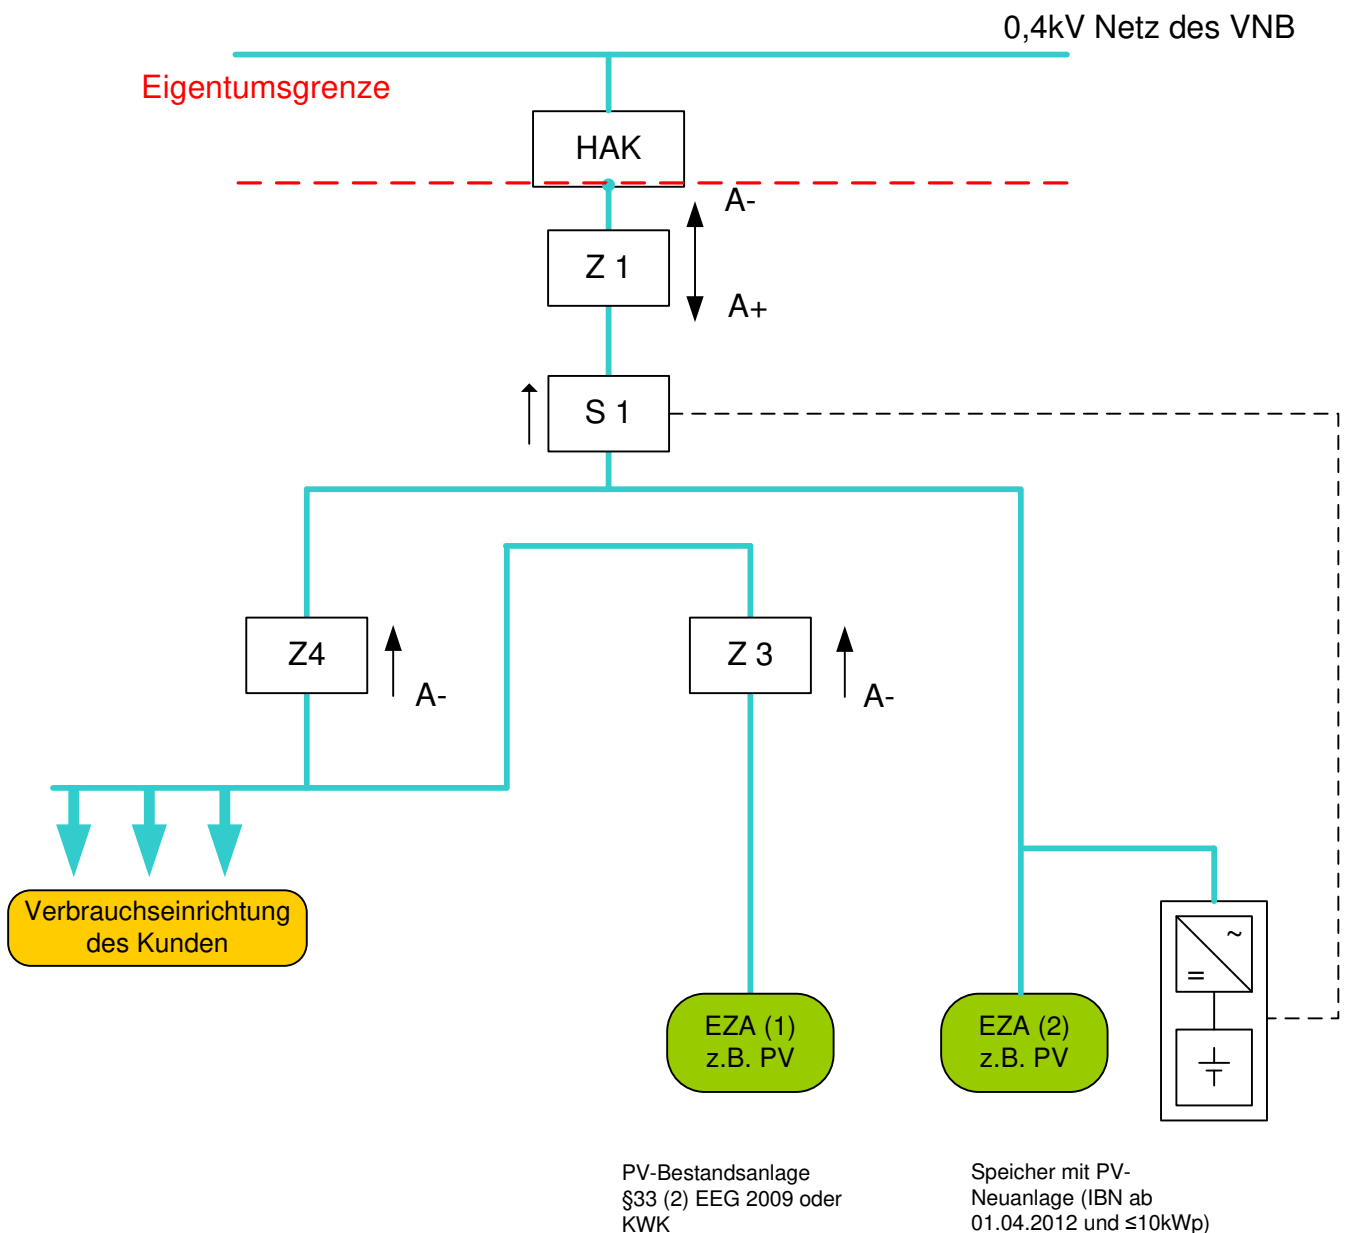 0,4kV Netz des VNB
Eigentumsgrenze
HAK
A-
Z 1
A+
S 1
Z4
A-
Z 3
A-
Verbrauchseinrichtung
des Kunden
~
=
EZA (1)
z.B. PV
EZA (2)
z.B. PV
PV-Bestandsanlage
§33 (2) EEG 2009 oder
KWK
Speicher mit PV-
Neuanlage (IBN ab
01.04.2012 und ≤10kWp)